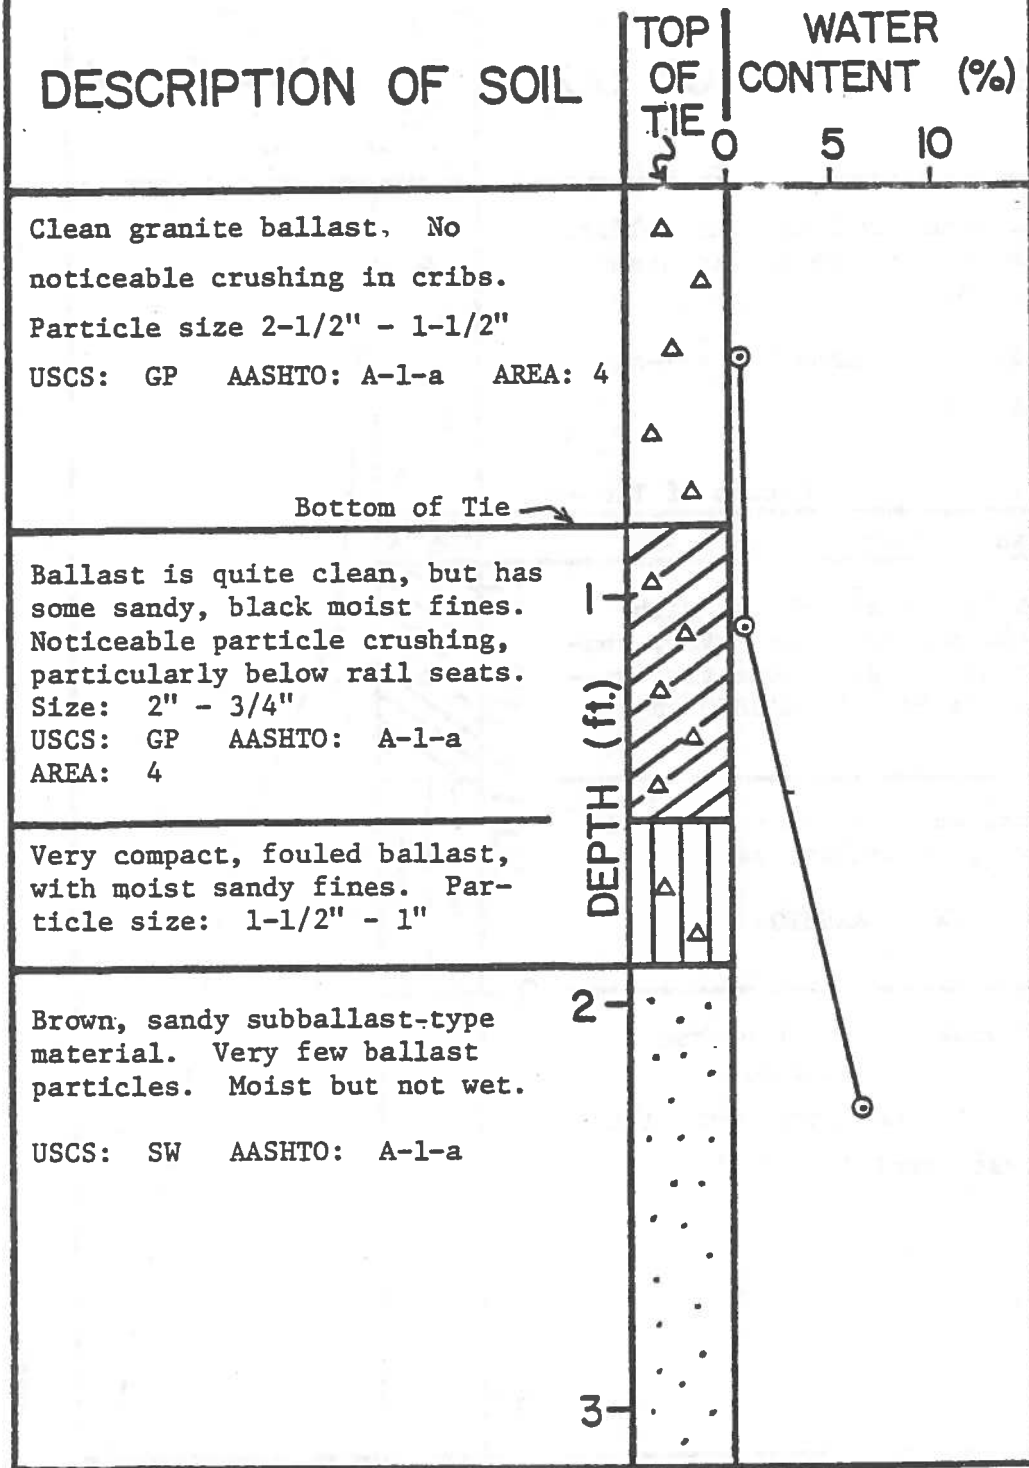 DESCRIPTION OF SOIL
TOP
OF
TIE
WATER
CONTENT (%)
0 5 10
Clean granite ballast. No
noticeable crushing in cribs.
Particle size 2-1/2" - 1-1/2"
USCS: GP AASHTO: A-1-a AREA: 4
Bottom of Tie
Ballast is quite clean, but has
some sandy, black moist fines.
Noticeable particle crushing,
particularly below rail seats.
Size: 2" - 3/4"
USCS: GP AASHTO: A-1-a
AREA: 4
Very compact, fouled ballast,
with moist sandy fines. Par-
ticle size: 1-1/2" - 1"
Brown, sandy subballast-type
material. Very few ballast
particles. Moist but not wet.
USCS: SW AASHTO: A-1-a
DEPTH (ft.)
1
2
3